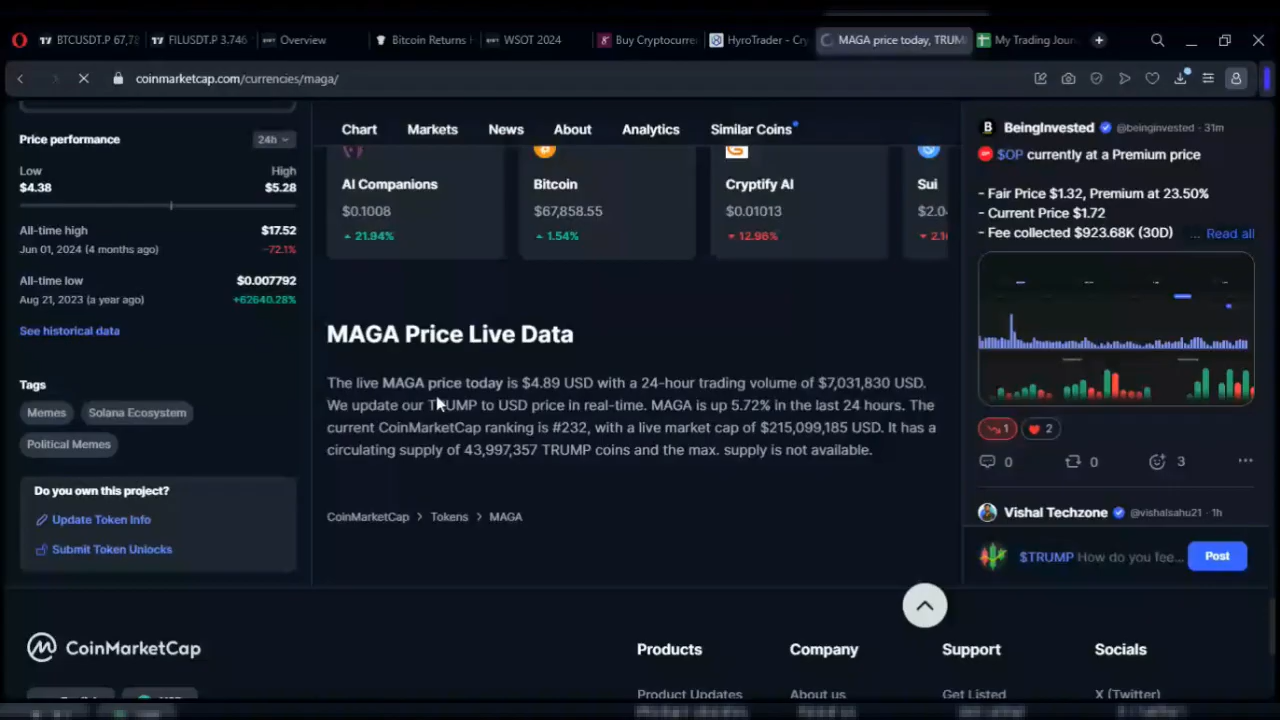 BTCUSDT.P 67,78
FILUSDT.P 3.746
Overview
Bitcoin Returns H
WSOT 2024
Buy Cryptocurre
HyroTrader - Cry
MAGA price today, TRUM
My Trading Jour
coinmarketcap.com/currencies/maga/
Price performance
24h
Low
High
$4.38
$5.28
All-time high
$17.52
Jun 01, 2024 (4 months ago)
-72.1%
All-time low
$0.007792
Aug 21, 2023 (a year ago)
+62640.28%
See historical data
Tags
Memes
Solana Ecosystem
Political Memes
Do you own this project?
Update Token Info
Submit Token Unlocks
Chart
Markets
News
About
Analytics
Similar Coins
AI Companions
$0.1008
21.94%
Bitcoin
$67,858.55
1.54%
Cryptify AI
$0.01013
12.96%
Sui
$2.0
2.1
MAGA Price Live Data
The live MAGA price today is $4.89 USD with a 24-hour trading volume of $7,031,830 USD.
We update our TRUMP to USD price in real-time. MAGA is up 5.72% in the last 24 hours. The
current CoinMarketCap ranking is #232, with a live market cap of $215,099,185 USD. It has a
circulating supply of 43,997,357 TRUMP coins and the max. supply is not available.
CoinMarketCap > Tokens > MAGA
BeingInvested @beinginvested · 31m
$OP currently at a Premium price
- Fair Price $1.32, Premium at 23.50%
- Current Price $1.72
- Fee collected $923.68K (30D) ... Read all
1
2
0
0
3
Vishal Techzone @vishalsahu21 · 1h
$TRUMP How do you fee...
Post
CoinMarketCap
Products
Company
Support
Socials
Product Updates
About us
Get Listed
X (Twitter)